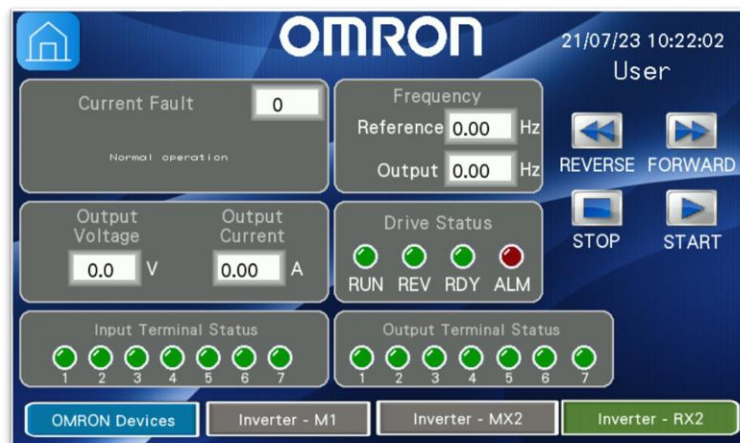 OMRON
21/07/23 10:22:02
User
Current Fault 0
Normal operation
Frequency
Reference 0.00 Hz
Output 0.00 Hz
REVERSE FORWARD
STOP START
Output Voltage
0.0 V
Output Current
0.00 A
Drive Status
RUN REV RDY ALM
Input Terminal Status
1 2 3 4 5 6 7
Output Terminal Status
1 2 3 4 5 6 7
OMRON Devices
Inverter - M1
Inverter - MX2
Inverter - RX2